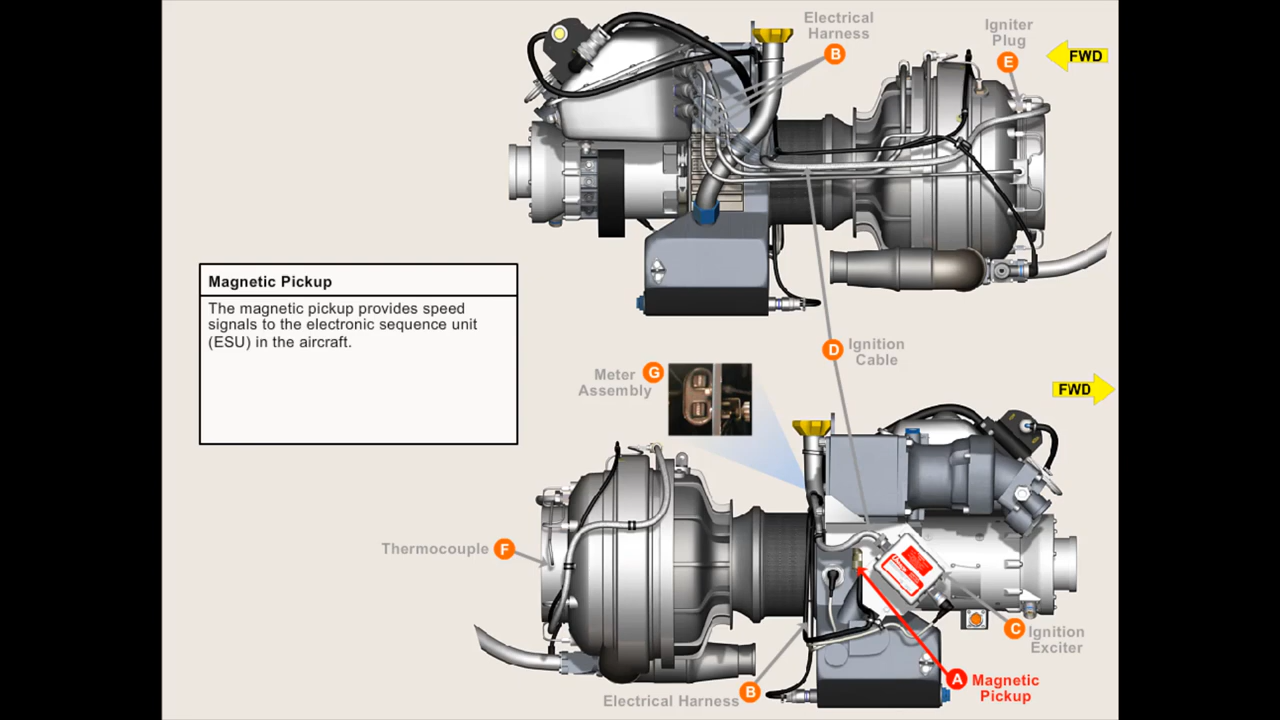 Electrical
Harness
B
Igniter
Plug
E
FWD
Magnetic Pickup
The magnetic pickup provides speed
signals to the electronic sequence unit
(ESU) in the aircraft.
D
Ignition
Cable
Meter
Assembly
G
FWD
Thermocouple F
C
Ignition
Exciter
A
Magnetic
Pickup
Electrical Harness B